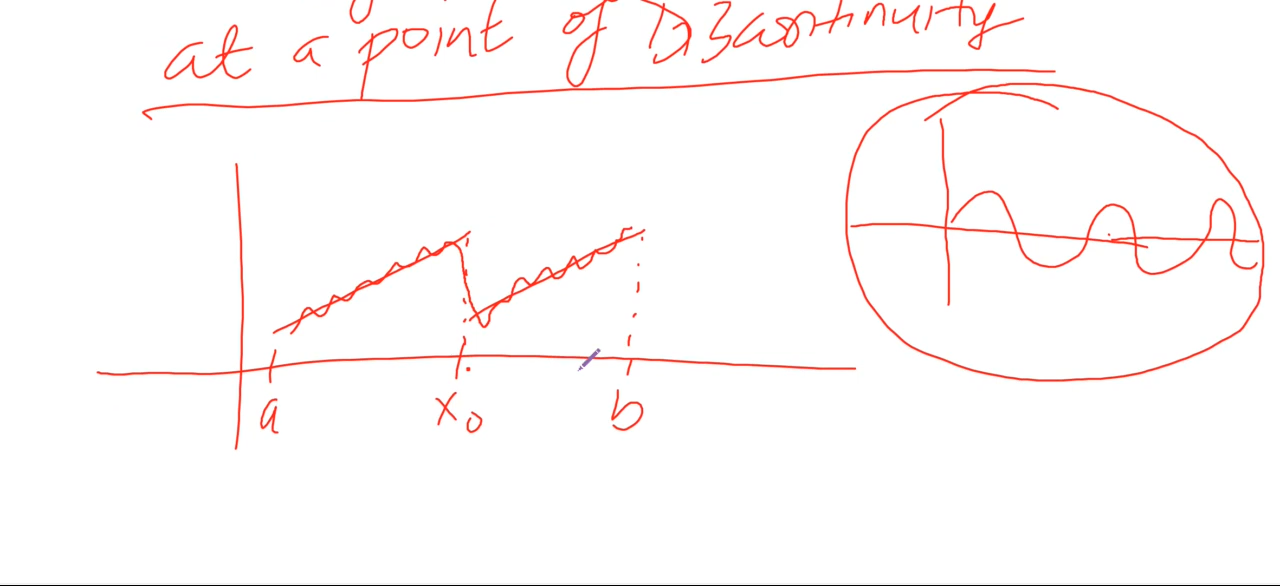 at a point of Discontinuity
a x₀ b